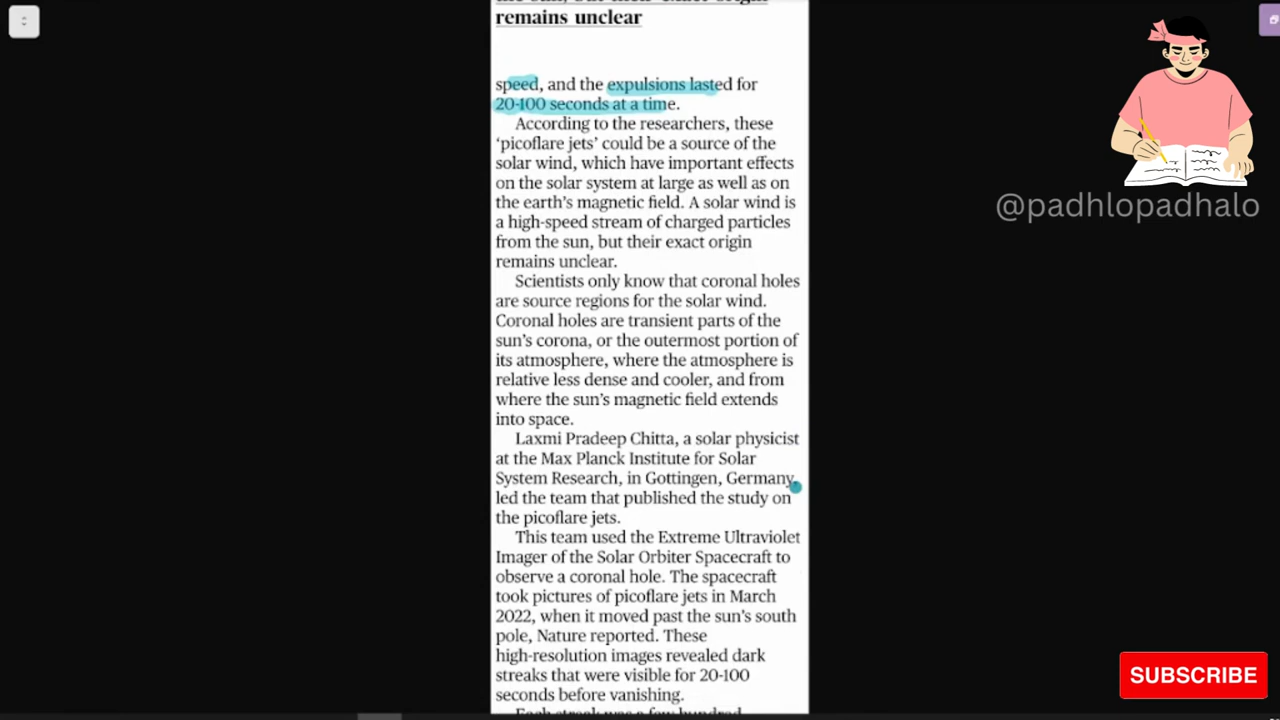 remains unclear
speed, and the expulsions lasted for
20-100 seconds at a time.
According to the researchers, these
'picoflare jets' could be a source of the
solar wind, which have important effects
on the solar system at large as well as on
the earth's magnetic field. A solar wind is
a high-speed stream of charged particles
from the sun, but their exact origin
remains unclear.
Scientists only know that coronal holes
are source regions for the solar wind.
Coronal holes are transient parts of the
sun's corona, or the outermost portion of
its atmosphere, where the atmosphere is
relative less dense and cooler, and from
where the sun's magnetic field extends
into space.
Laxmi Pradeep Chitta, a solar physicist
at the Max Planck Institute for Solar
System Research, in Gottingen, Germany,
led the team that published the study on
the picoflare jets.
This team used the Extreme Ultraviolet
Imager of the Solar Orbiter Spacecraft to
observe a coronal hole. The spacecraft
took pictures of picoflare jets in March
2022, when it moved past the sun's south
pole, Nature reported. These
high-resolution images revealed dark
streaks that were visible for 20-100
seconds before vanishing.
Each streak was a few hundred
@padhlopadhalo
SUBSCRIBE